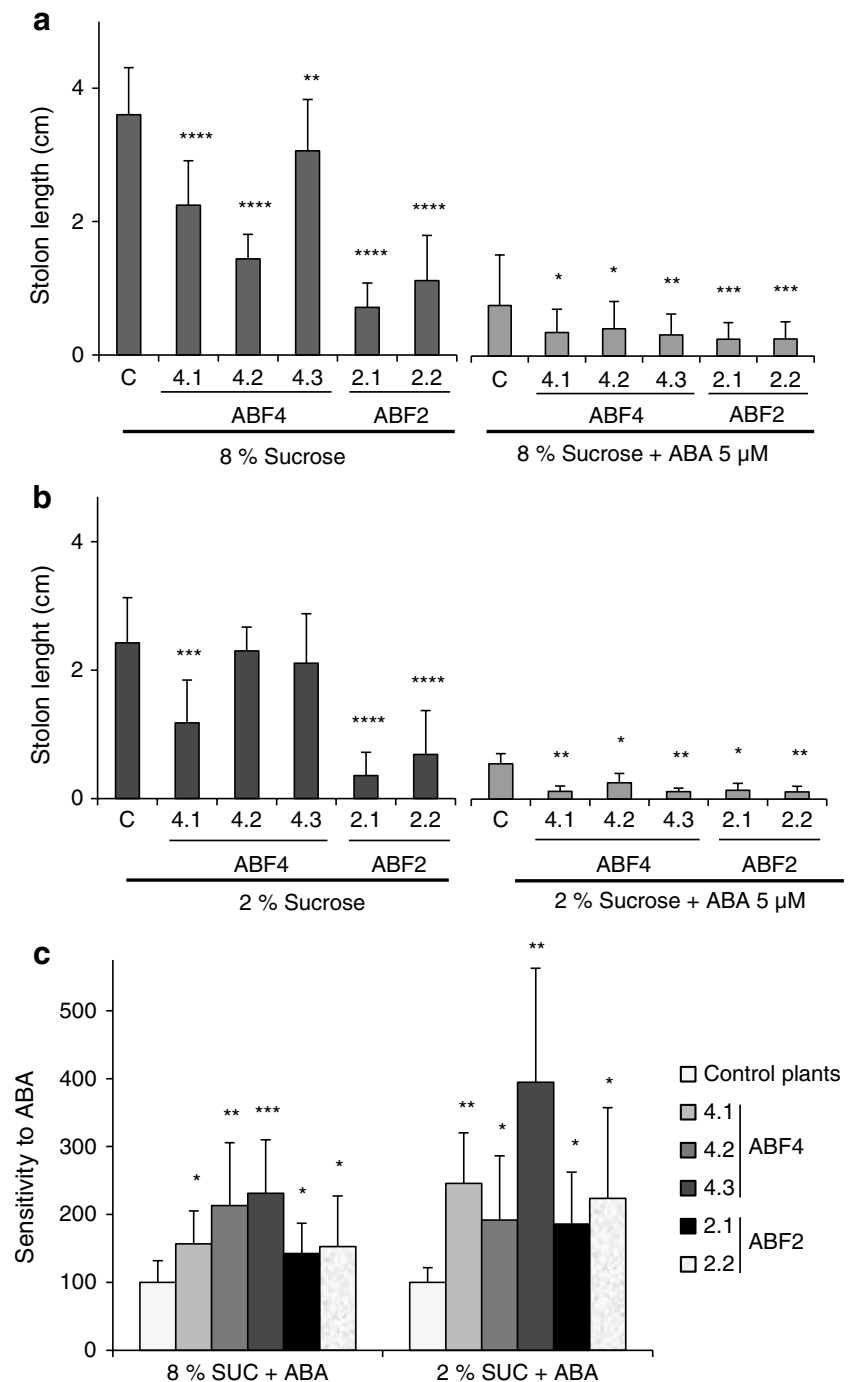 a
Stolon length (cm)
4
2
0
****
****
**
****
****
*
*
**
***
***
C 4.1 4.2 4.3 2.1 2.2
C 4.1 4.2 4.3 2.1 2.2
ABF4 ABF2
ABF4 ABF2
8 % Sucrose
8 % Sucrose + ABA 5 µM
b
Stolon lenght (cm)
4
2
0
***
****
****
**
*
**
*
**
C 4.1 4.2 4.3 2.1 2.2
C 4.1 4.2 4.3 2.1 2.2
ABF4 ABF2
ABF4 ABF2
2 % Sucrose
2 % Sucrose + ABA 5 µM
c
Sensitivity to ABA
500
400
300
200
100
0
*
**
***
*
*
**
*
**
*
*
8 % SUC + ABA
2 % SUC + ABA
Control plants
4.1
4.2
4.3
ABF4
2.1
2.2
ABF2